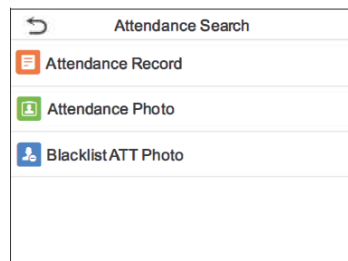 Attendance Search
Attendance Record
Attendance Photo
Blacklist ATT Photo